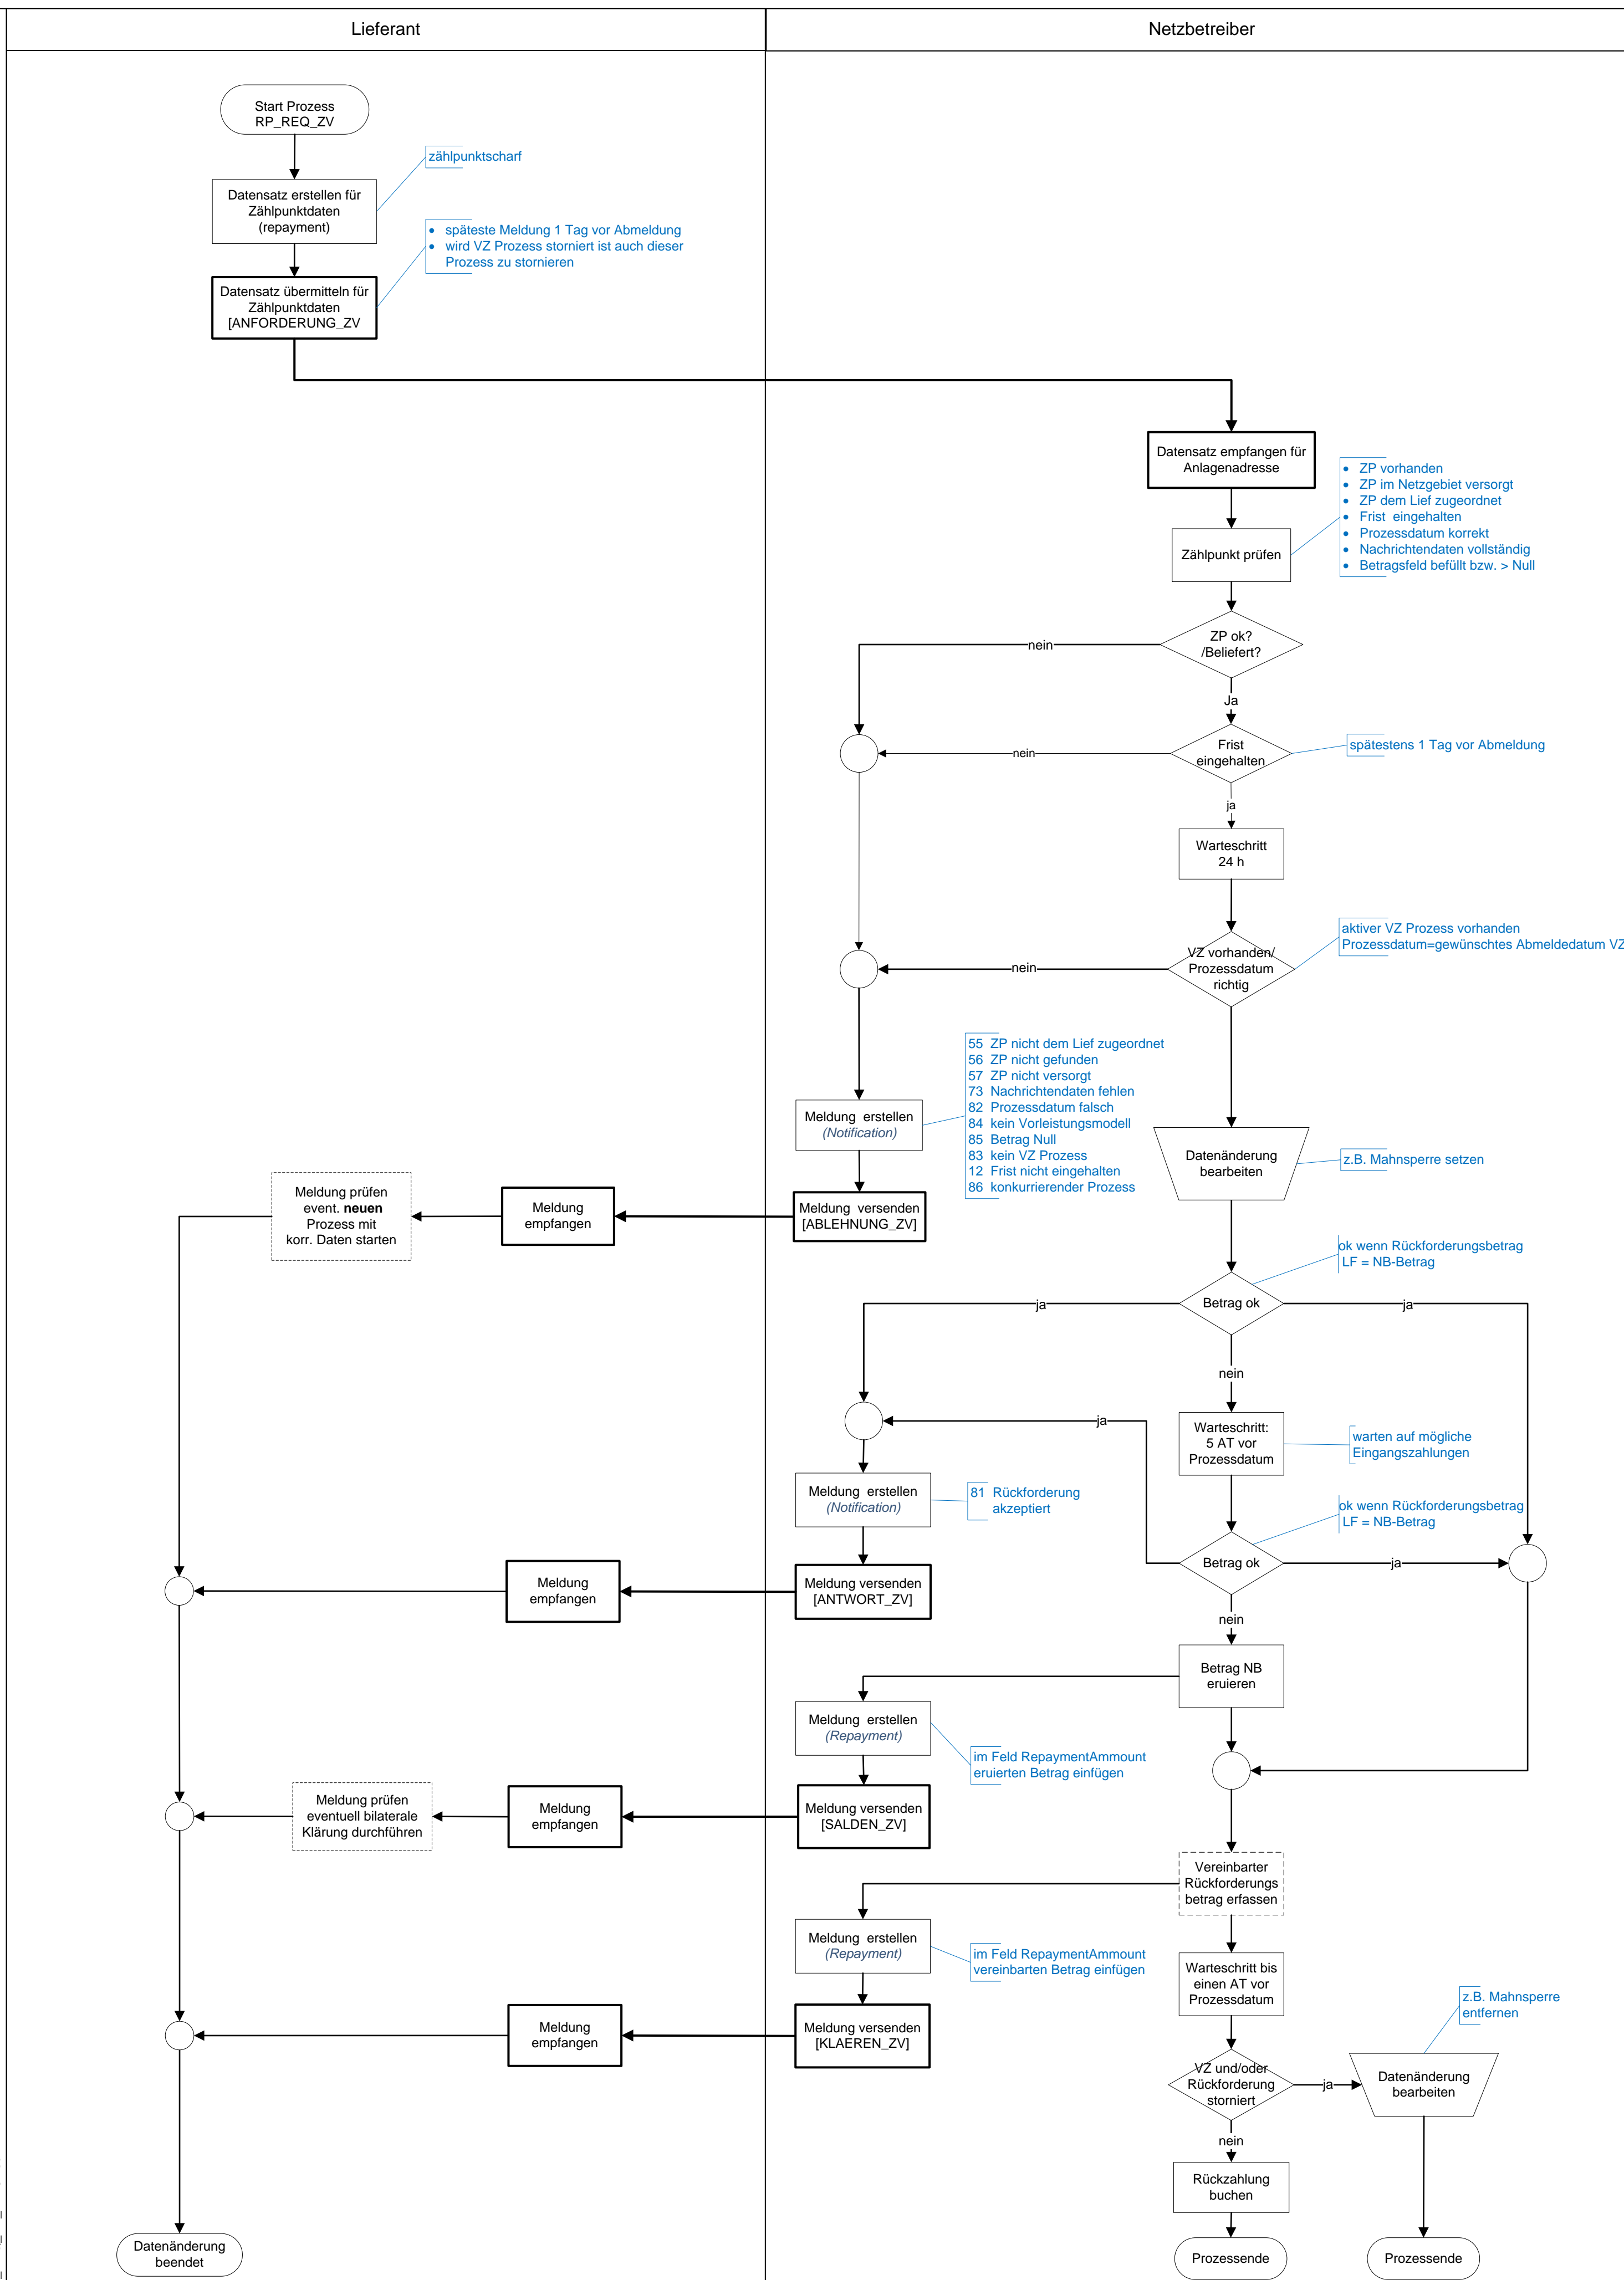 Lieferant
Netzbetreiber
Start Prozess
RP_REQ_ZV
zählpunktscharf
Datensatz erstellen für
Zählpunktdaten
(repayment)
• späteste Meldung 1 Tag vor Abmeldung
• wird VZ Prozess storniert ist auch dieser
Prozess zu stornieren
Datensatz übermitteln für
Zählpunktdaten
[ANFORDERUNG_ZV
Datensatz empfangen für
Anlagenadresse
• ZP vorhanden
• ZP im Netzgebiet versorgt
• ZP dem Lief zugeordnet
• Frist eingehalten
• Prozessdatum korrekt
• Nachrichtendaten vollständig
• Betragsfeld befüllt bzw. > Null
Zählpunkt prüfen
ZP ok?
/Beliefert?
nein
Ja
Frist
eingehalten
nein
spätestens 1 Tag vor Abmeldung
ja
Warteschritt
24 h
aktiver VZ Prozess vorhanden
Prozessdatum=gewünschtes Abmeldedatum VZ
VZ vorhanden/
Prozessdatum
richtig
nein
55 ZP nicht dem Lief zugeordnet
56 ZP nicht gefunden
57 ZP nicht versorgt
73 Nachrichtendaten fehlen
82 Prozessdatum falsch
84 kein Vorleistungsmodell
85 Betrag Null
83 kein VZ Prozess
12 Frist nicht eingehalten
86 konkurrierender Prozess
Meldung erstellen
(Notification)
Datenänderung
bearbeiten
z.B. Mahnsperre setzen
Meldung prüfen
event. neuen
Prozess mit
korr. Daten starten
Meldung
empfangen
Meldung versenden
[ABLEHNUNG_ZV]
ok wenn Rückforderungsbetrag
LF = NB-Betrag
ja
Betrag ok
ja
nein
ja
Warteschritt:
5 AT vor
Prozessdatum
warten auf mögliche
Eingangszahlungen
Meldung erstellen
(Notification)
81 Rückforderung
akzeptiert
ok wenn Rückforderungsbetrag
LF = NB-Betrag
Betrag ok
ja
Meldung
empfangen
Meldung versenden
[ANTWORT_ZV]
nein
Betrag NB
eruieren
Meldung erstellen
(Repayment)
im Feld RepaymentAmmount
eruierten Betrag einfügen
Meldung prüfen
eventuell bilaterale
Klärung durchführen
Meldung
empfangen
Meldung versenden
[SALDEN_ZV]
Vereinbarter
Rückforderungs
betrag erfassen
Meldung erstellen
(Repayment)
im Feld RepaymentAmmount
vereinbarten Betrag einfügen
Warteschritt bis
einen AT vor
Prozessdatum
z.B. Mahnsperre
entfernen
Meldung
empfangen
Meldung versenden
[KLAEREN_ZV]
VZ und/oder
Rückforderung
storniert
ja
Datenänderung
bearbeiten
nein
Rückzahlung
buchen
Datenänderung
beendet
Prozessende
Prozessende